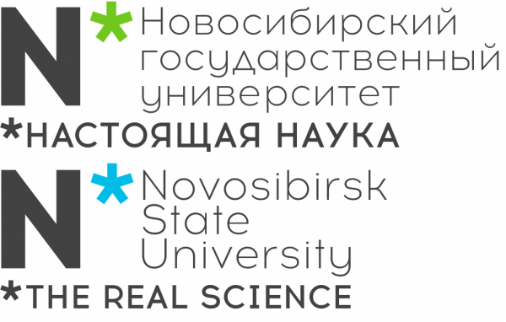 N* Новосибирский
государственный
университет
*НАСТОЯЩАЯ НАУКА
N* Novosibirsk
State
University
*THE REAL SCIENCE